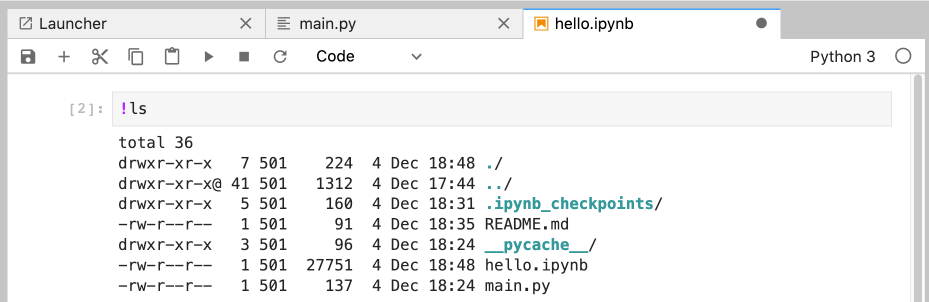 Launcher main.py hello.ipynb
Code Python 3
[2]: !ls
total 36
drwxr-xr-x   7 501    224  4 Dec 18:48 ./
drwxr-xr-x@ 41 501   1312  4 Dec 17:44 ../
drwxr-xr-x   5 501    160  4 Dec 18:31 .ipynb_checkpoints/
-rw-r--r--   1 501     91  4 Dec 18:35 README.md
drwxr-xr-x   3 501     96  4 Dec 18:24 __pycache__/
-rw-r--r--   1 501  27751  4 Dec 18:48 hello.ipynb
-rw-r--r--   1 501    137  4 Dec 18:24 main.py